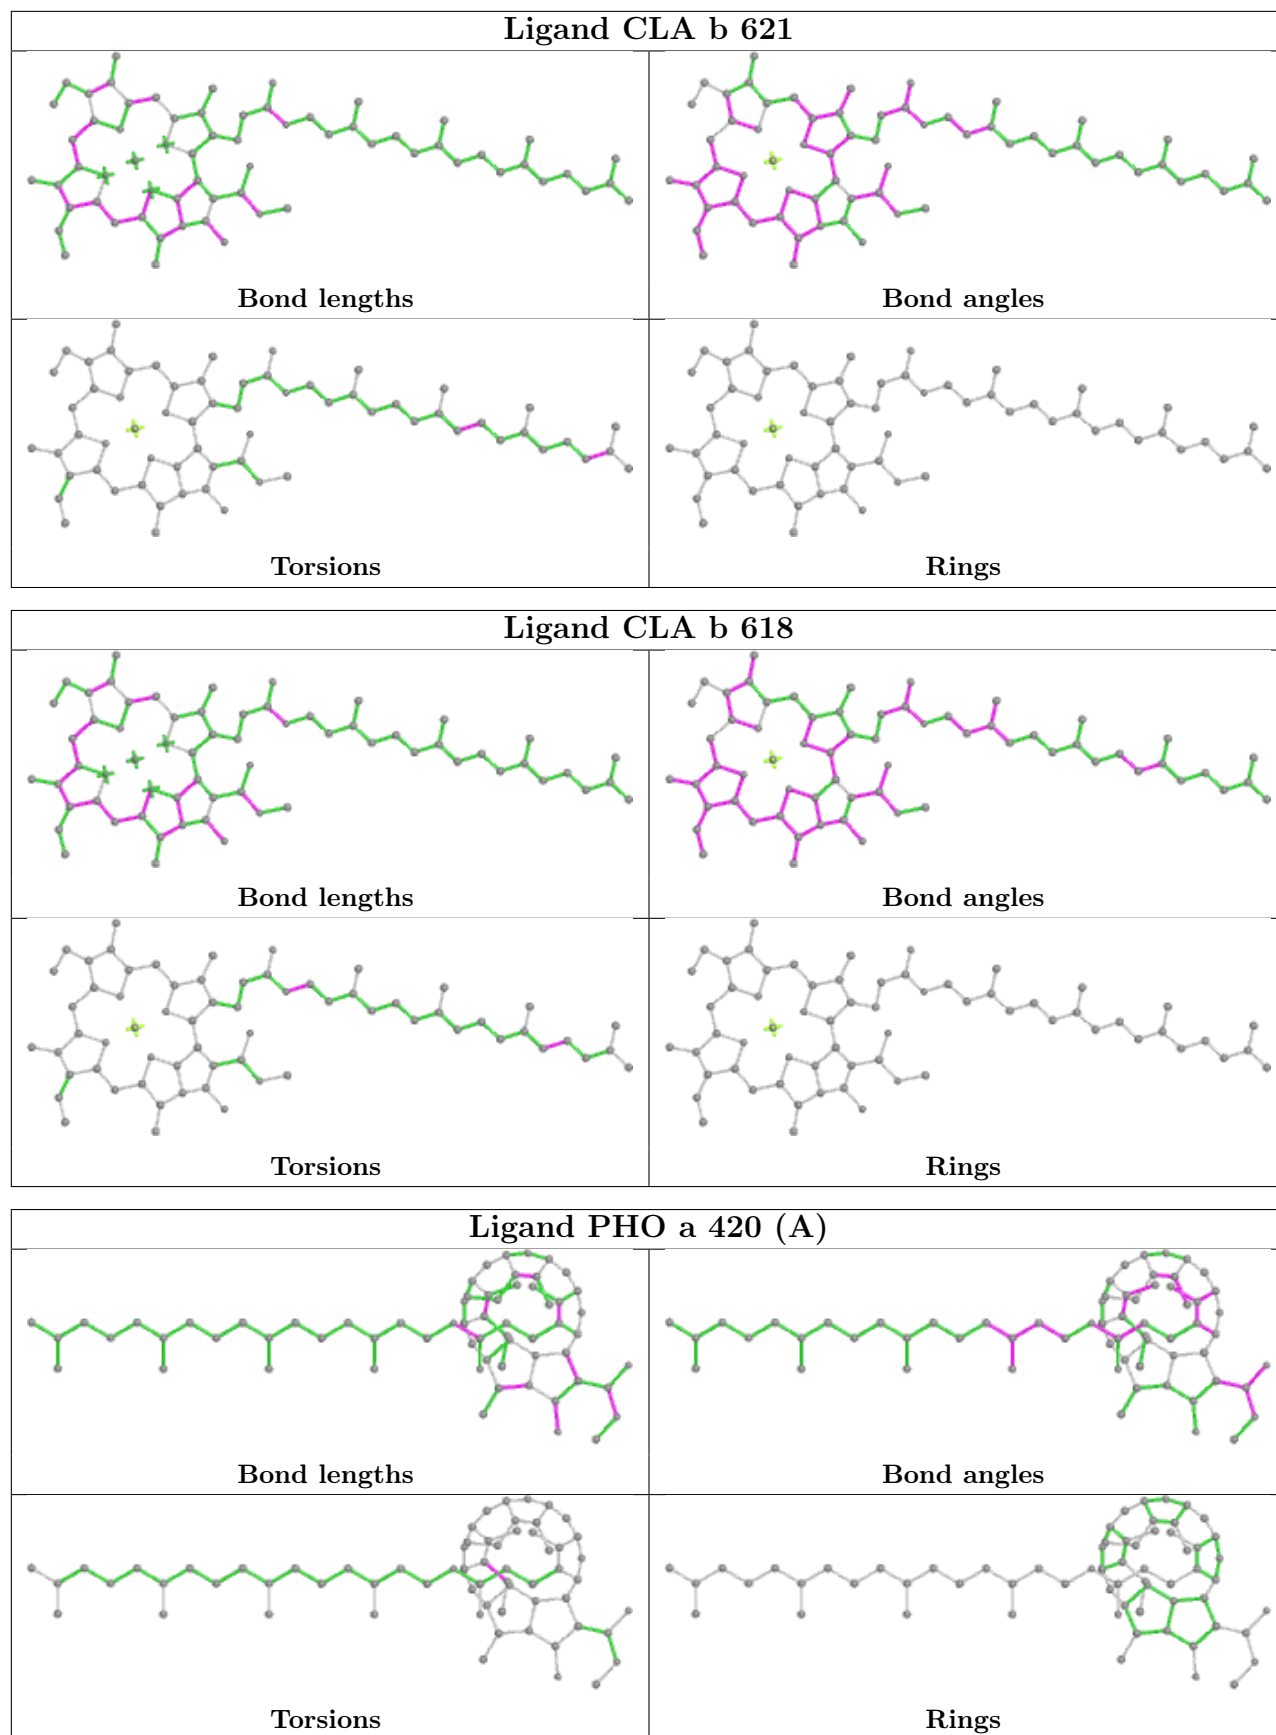 Ligand CLA b 621
Bond lengths
Bond angles
Torsions
Rings
Ligand CLA b 618
Bond lengths
Bond angles
Torsions
Rings
Ligand PHO a 420 (A)
Bond lengths
Bond angles
Torsions
Rings